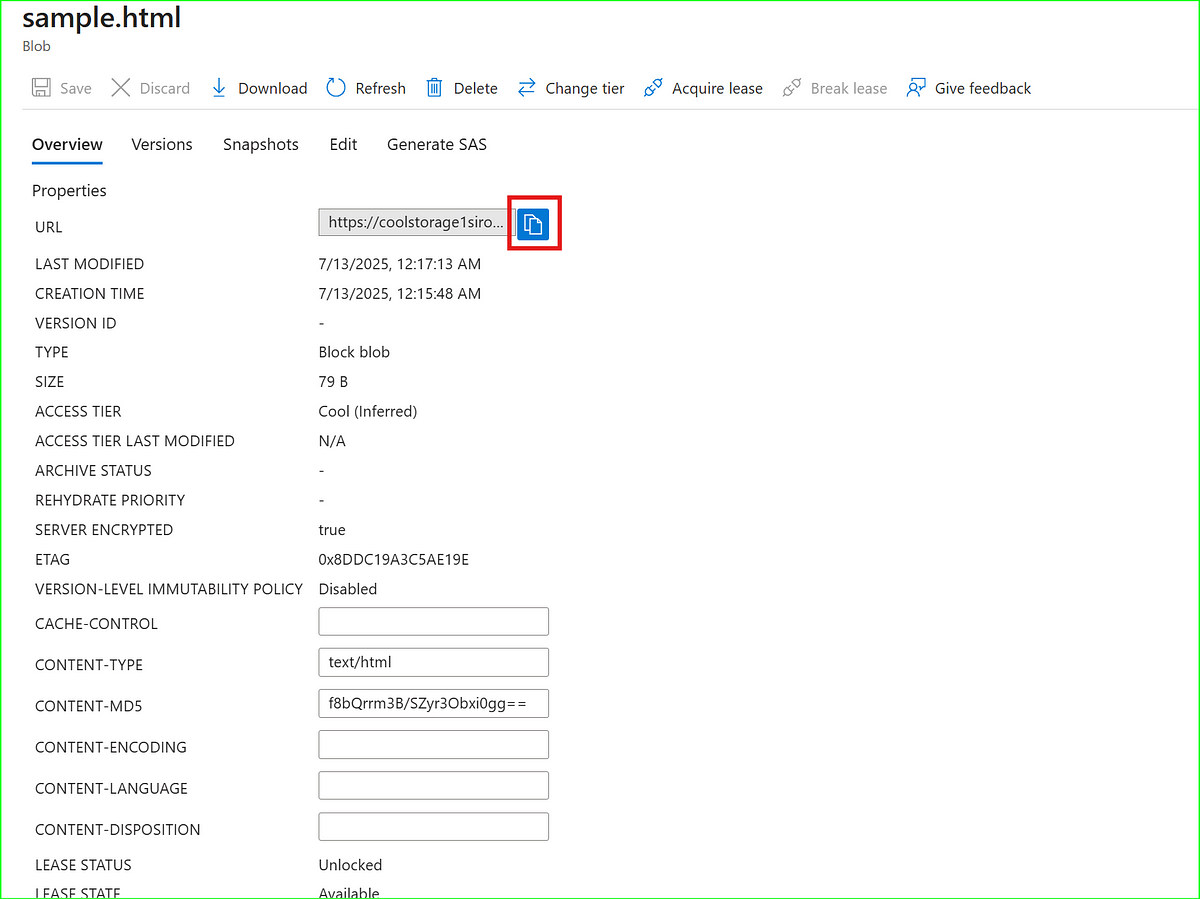 sample.html
Blob
Save Discard Download Refresh Delete Change tier Acquire lease Break lease Give feedback
Overview Versions Snapshots Edit Generate SAS
Properties
URL https://coolstorage1siro...
LAST MODIFIED 7/13/2025, 12:17:13 AM
CREATION TIME 7/13/2025, 12:15:48 AM
VERSION ID -
TYPE Block blob
SIZE 79 B
ACCESS TIER Cool (Inferred)
ACCESS TIER LAST MODIFIED N/A
ARCHIVE STATUS -
REHYDRATE PRIORITY -
SERVER ENCRYPTED true
ETAG 0x8DDC19A3C5AE19E
VERSION-LEVEL IMMUTABILITY POLICY Disabled
CACHE-CONTROL
CONTENT-TYPE text/html
CONTENT-MD5 f8bQrrm3B/SZyr3Obxi0gg==
CONTENT-ENCODING
CONTENT-LANGUAGE
CONTENT-DISPOSITION
LEASE STATUS Unlocked
LEASE STATE Available